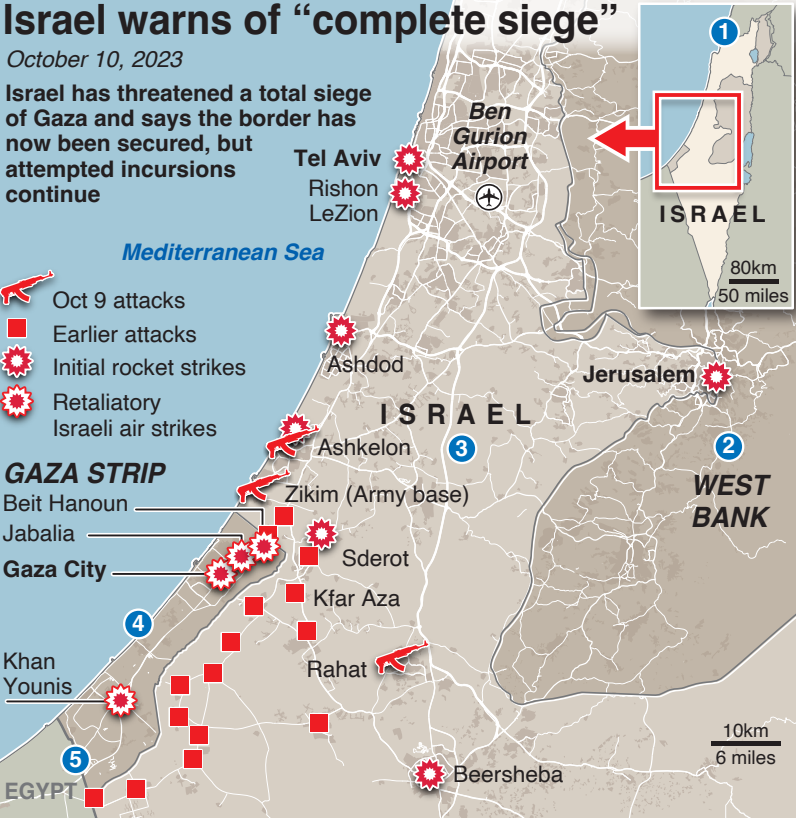 Israel warns of “complete siege”
October 10, 2023
Israel has threatened a total siege
of Gaza and says the border has
now been secured, but
attempted incursions
continue
1
ISRAEL
80km
50 miles
Ben
Gurion
Airport
Tel Aviv
Rishon
LeZion
Mediterranean Sea
Oct 9 attacks
Earlier attacks
Initial rocket strikes
Retaliatory
Israeli air strikes
Ashdod
Jerusalem
ISRAEL
3
2
WEST
BANK
Ashkelon
GAZA STRIP
Zikim (Army base)
Beit Hanoun
Jabalia
Gaza City
Sderot
Kfar Aza
4
Rahat
Khan
Younis
10km
6 miles
5
EGYPT
Beersheba